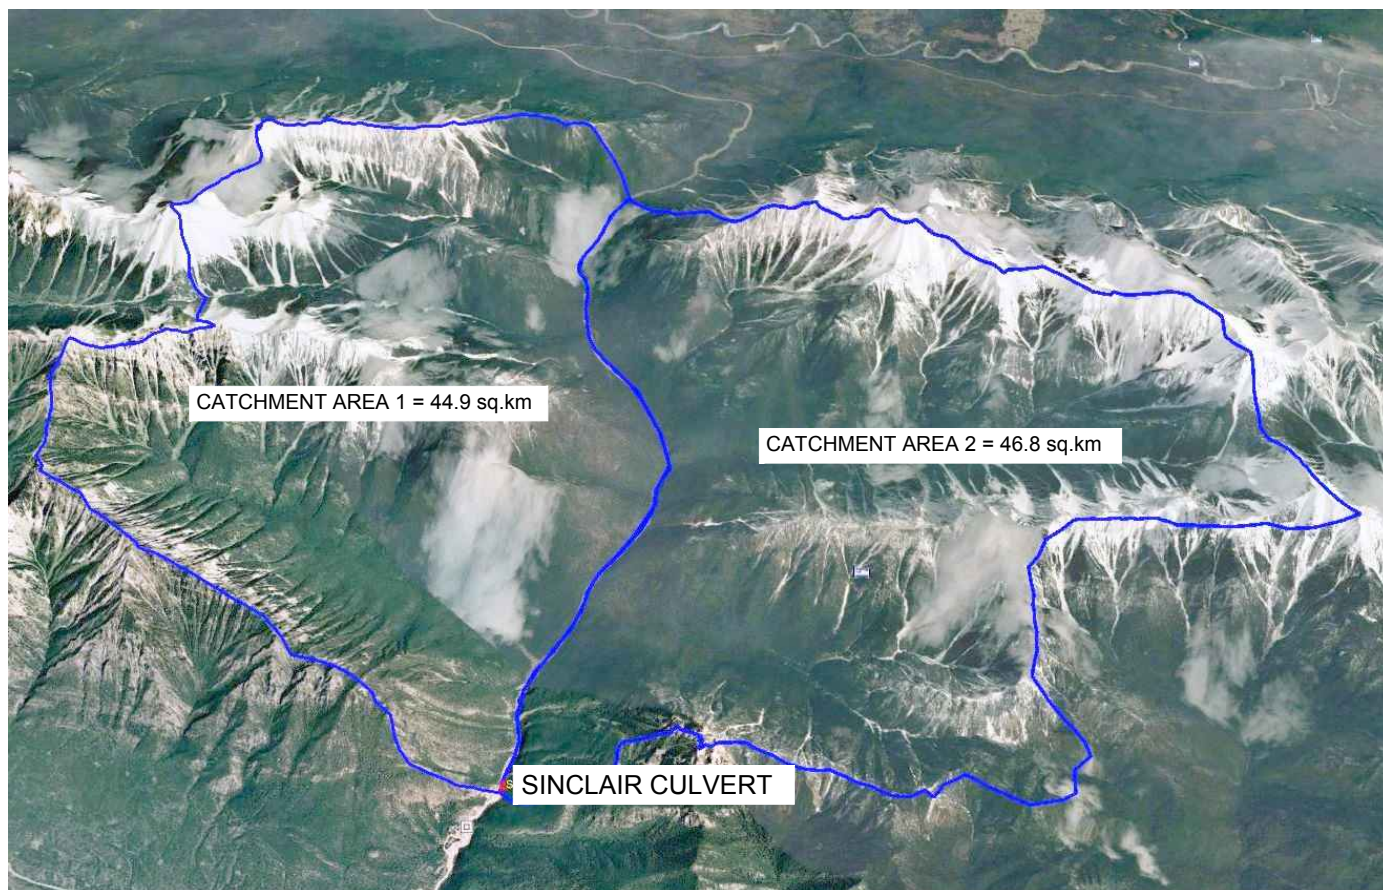 CATCHMENT AREA 1 = 44.9 sq.km
CATCHMENT AREA 2 = 46.8 sq.km
SINCLAIR CULVERT